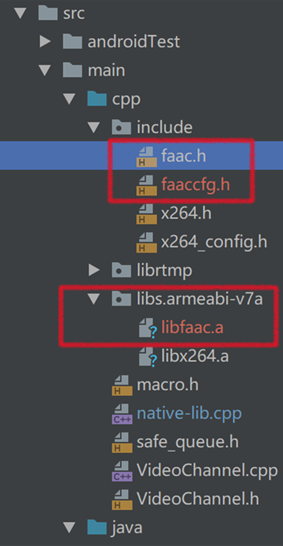 src
androidTest
main
cpp
include
faac.h
faaccfg.h
x264.h
x264_config.h
librtmp
libs.armeabi-v7a
libfaac.a
libx264.a
macro.h
native-lib.cpp
safe_queue.h
VideoChannel.cpp
VideoChannel.h
java